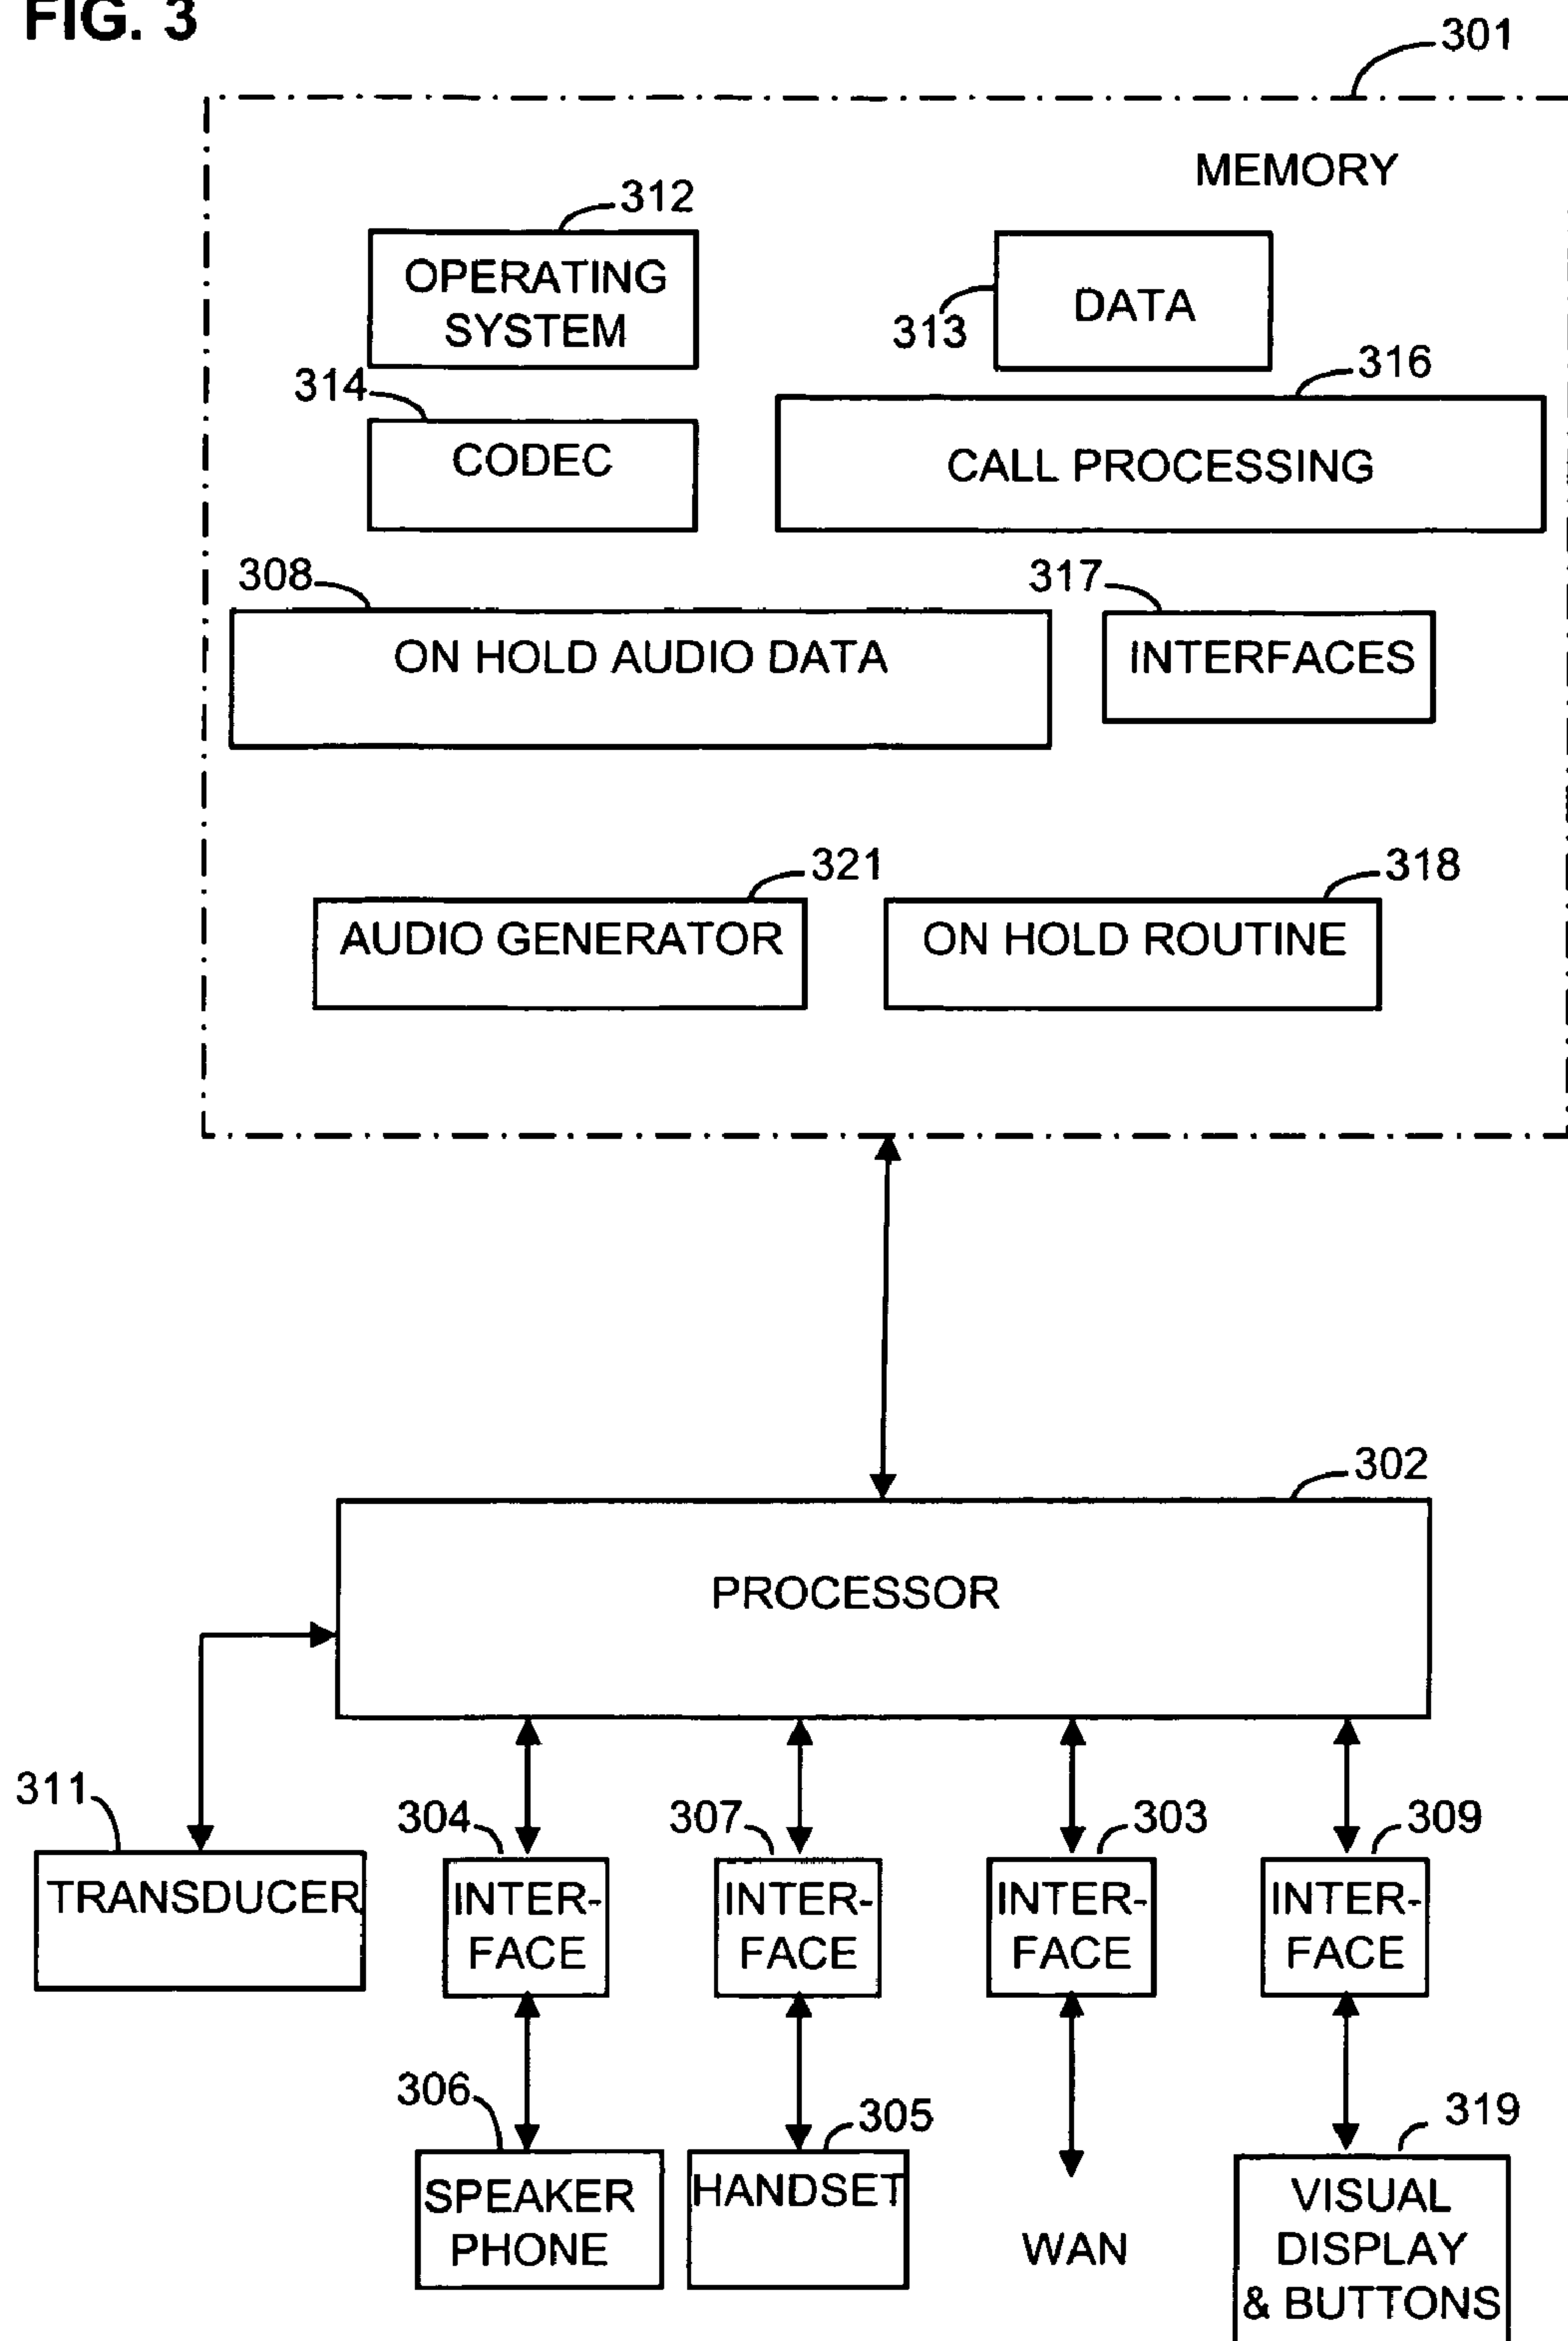 FIG. 3
301
MEMORY
312
OPERATING
SYSTEM
313
DATA
314
CODEC
316
CALL PROCESSING
308
ON HOLD AUDIO DATA
317
INTERFACES
321
AUDIO GENERATOR
318
ON HOLD ROUTINE
302
PROCESSOR
311
TRANSDUCER
304
INTER-
FACE
307
INTER-
FACE
303
INTER-
FACE
309
INTER-
FACE
306
SPEAKER
PHONE
305
HANDSET
WAN
319
VISUAL
DISPLAY
& BUTTONS